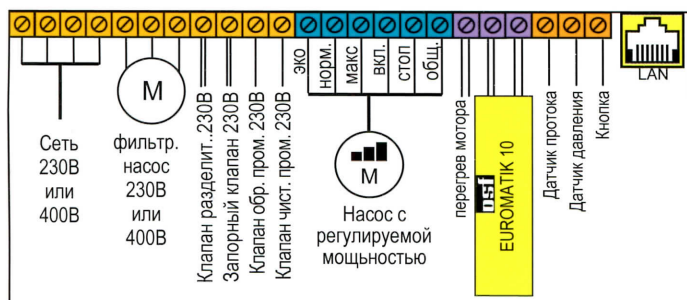 LAN
Сеть
230В
или
400В
M
фильтр.
насос
230В
или
400В
Клапан разделит..230В
Запорный клапан 230В
Клапан обр. пром. 230В
Клапан чист. пром. 230В
эко
норм.
макс
вкл.
стоп
общ.
M
Насос с
регулируемой
мощьностью
перегрев мотора
osf
EUROMATIK 10
Датчик протока
Датчик давления
Кнопка